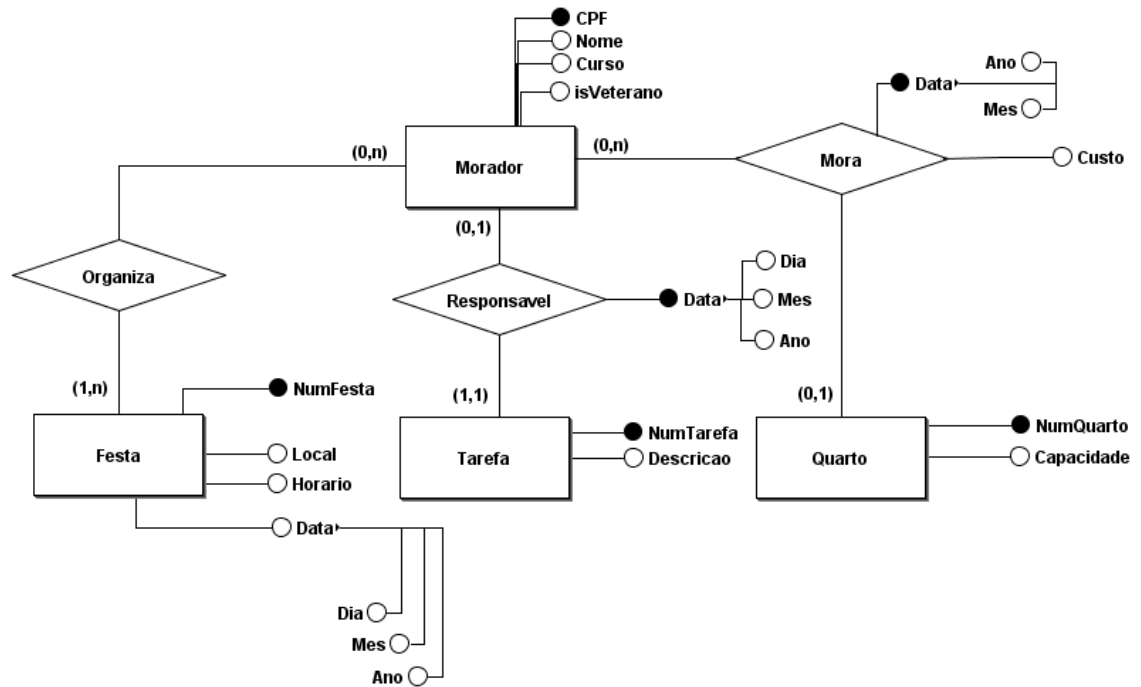 CPF
Nome
Curso
isVeterano
Ano
Data
Mes
(0,n)
Morador
(0,n)
Mora
Custo
(0,1)
Organiza
Responsavel
Dia
Data
Mes
Ano
(1,n)
NumFesta
(1,1)
(0,1)
Festa
Local
Horario
Tarefa
NumTarefa
Descricao
Quarto
NumQuarto
Capacidade
Data
Dia
Mes
Ano